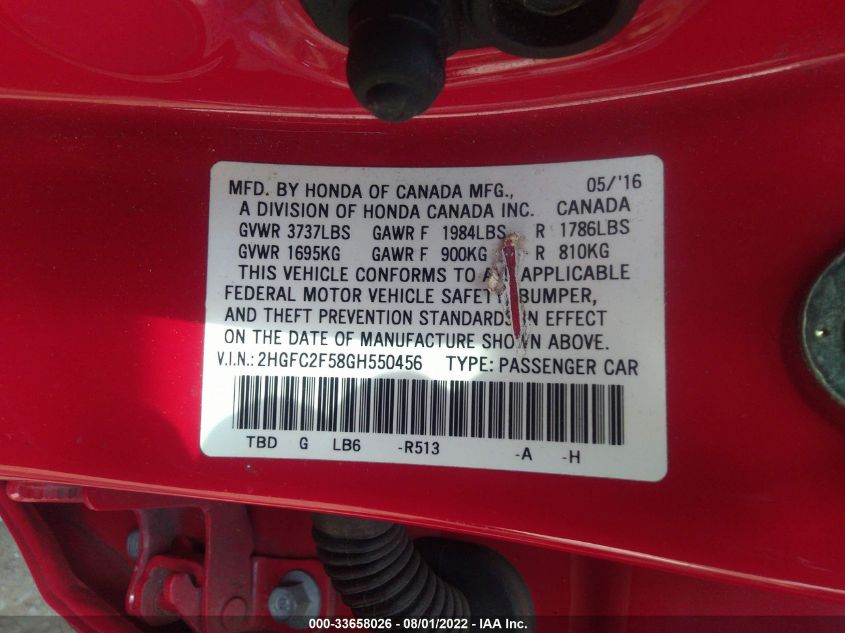 MFD. BY HONDA OF CANADA MFG., 05/'16
A DIVISION OF HONDA CANADA INC. CANADA
GVWR 3737LBS GAWR F 1984LBS R 1786LBS
GVWR 1695KG GAWR F 900KG R 810KG
THIS VEHICLE CONFORMS TO APPLICABLE
FEDERAL MOTOR VEHICLE SAFETY, BUMPER,
AND THEFT PREVENTION STANDARDS IN EFFECT
ON THE DATE OF MANUFACTURE SHOWN ABOVE.
V.I.N.: 2HGFC2F58GH550456 TYPE: PASSENGER CAR
TBD G LB6 -R513 -A -H
000-33658026 - 08/01/2022 - IAA Inc.